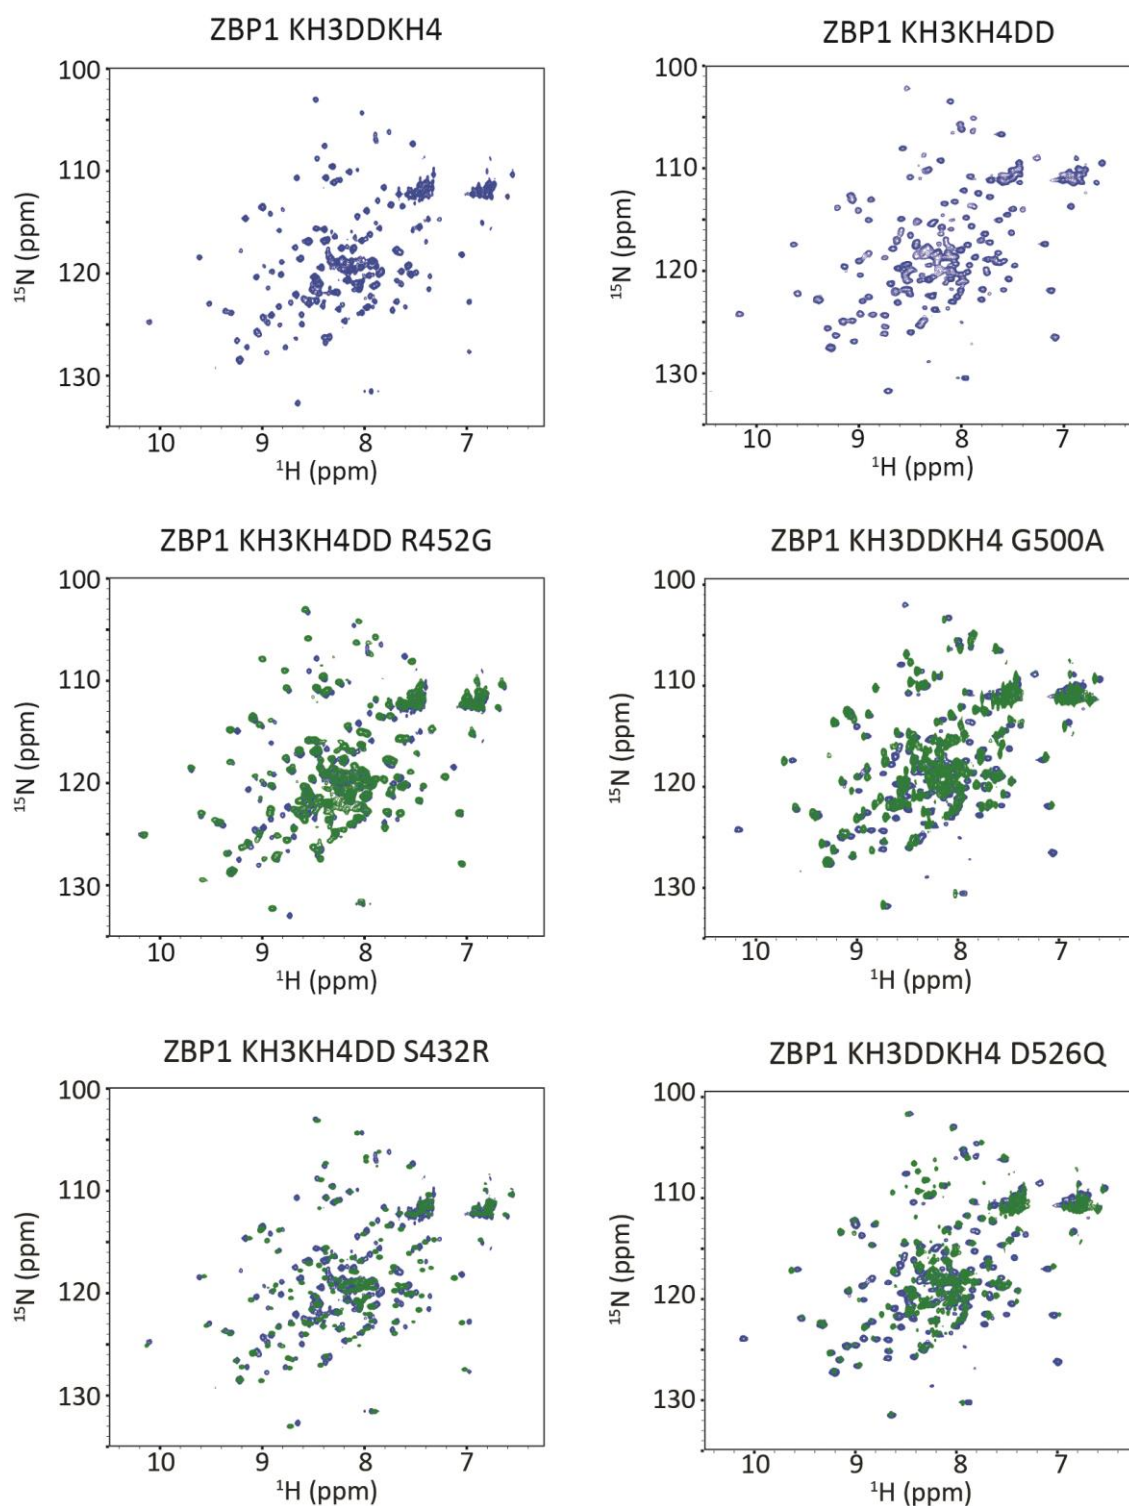 ZBP1 KH3DDKH4
100
110
120
130
10 9 8 7
¹⁵N (ppm)
¹H (ppm)
ZBP1 KH3KH4DD
100
110
120
130
10 9 8 7
¹⁵N (ppm)
¹H (ppm)
ZBP1 KH3KH4DD R452G
100
110
120
130
10 9 8 7
¹⁵N (ppm)
¹H (ppm)
ZBP1 KH3DDKH4 G500A
100
110
120
130
10 9 8 7
¹⁵N (ppm)
¹H (ppm)
ZBP1 KH3KH4DD S432R
100
110
120
130
10 9 8 7
¹⁵N (ppm)
¹H (ppm)
ZBP1 KH3DDKH4 D526Q
100
110
120
130
10 9 8 7
¹⁵N (ppm)
¹H (ppm)